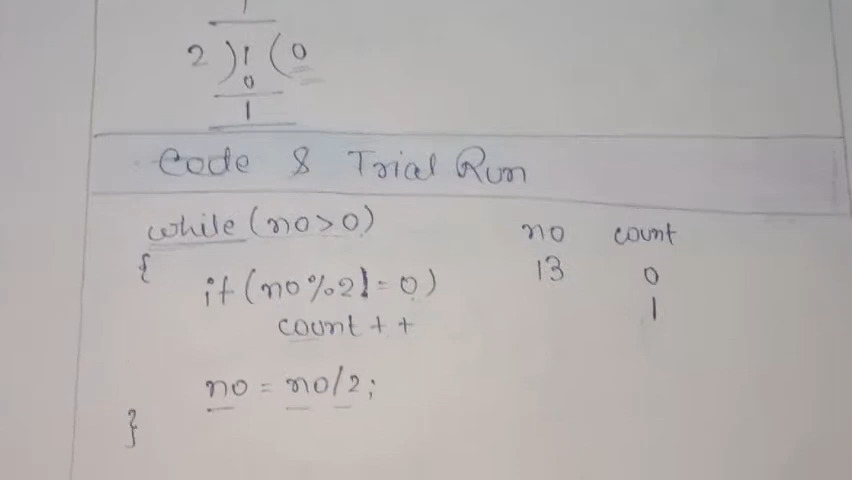 1
2 ) 1 ( 0
0
1
Code & Trial Run
while (no>0)
{
if (no%2!=0)
count + +
no = no/2;
}
no count
13 0
1